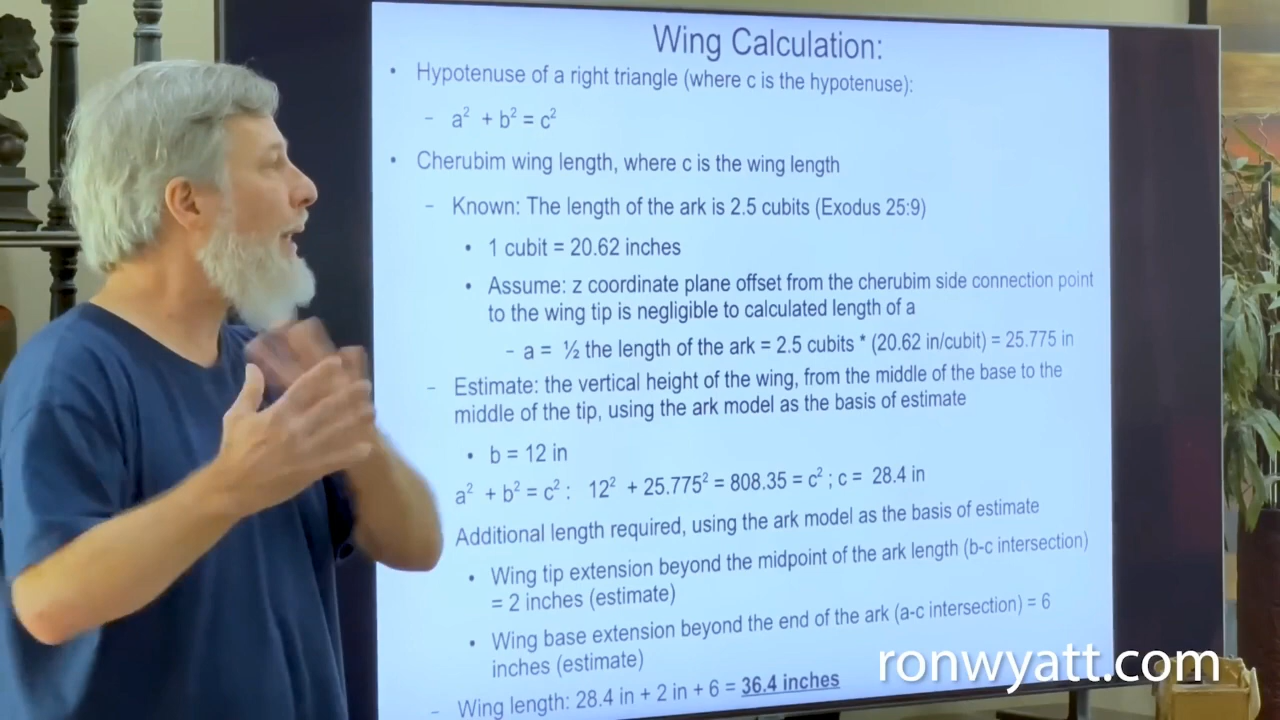 Wing Calculation:
• Hypotenuse of a right triangle (where c is the hypotenuse):
– a² + b² = c²
• Cherubim wing length, where c is the wing length
– Known: The length of the ark is 2.5 cubits (Exodus 25:9)
• 1 cubit = 20.62 inches
• Assume: z coordinate plane offset from the cherubim side connection point
to the wing tip is negligible to calculated length of a
– a = ½ the length of the ark = 2.5 cubits * (20.62 in/cubit) = 25.775 in
– Estimate: the vertical height of the wing, from the middle of the base to the
middle of the tip, using the ark model as the basis of estimate
• b = 12 in
a² + b² = c² : 12² + 25.775² = 808.35 = c² ; c = 28.4 in
Additional length required, using the ark model as the basis of estimate
• Wing tip extension beyond the midpoint of the ark length (b-c intersection)
= 2 inches (estimate)
• Wing base extension beyond the end of the ark (a-c intersection) = 6
inches (estimate)
– Wing length: 28.4 in + 2 in + 6 = 36.4 inches
ronwyatt.com